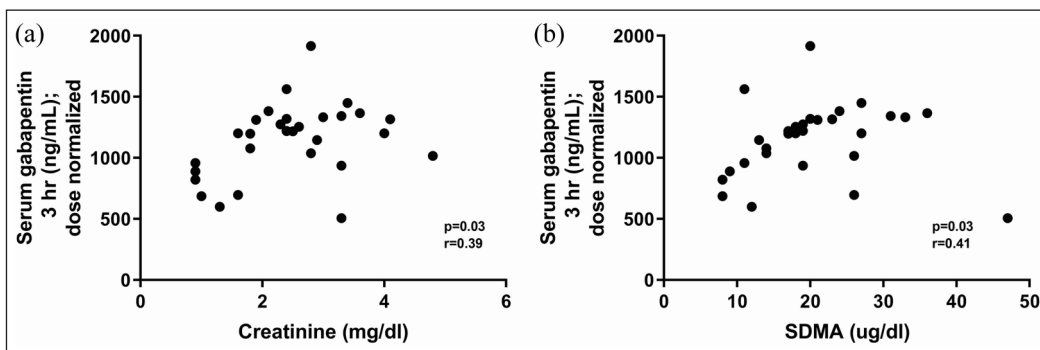 (a)
Serum gabapentin
3 hr (ng/mL);
dose normalized
2000
1500
1000
500
0
p=0.03
r=0.39
0 2 4 6
Creatinine (mg/dl)
(b)
Serum gabapentin
3 hr (ng/mL);
dose normalized
2000
1500
1000
500
0
p=0.03
r=0.41
0 10 20 30 40 50
SDMA (ug/dl)